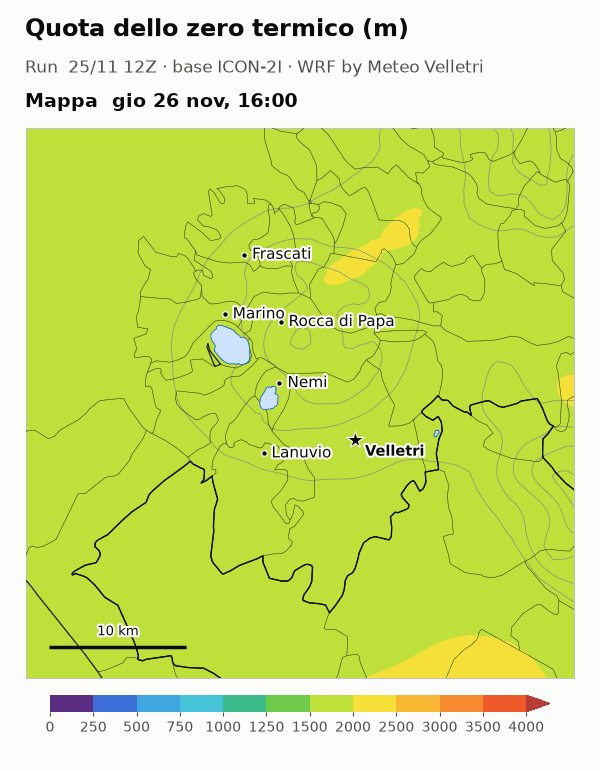 Quota dello zero termico (m)
Run  25/11 12Z · base ICON-2I · WRF by Meteo Velletri
Mappa  gio 26 nov, 16:00
Frascati
Marino
Rocca di Papa
Nemi
Velletri
Lanuvio
10 km
0 250 500 750 1000 1250 1500 2000 2500 3000 3500 4000